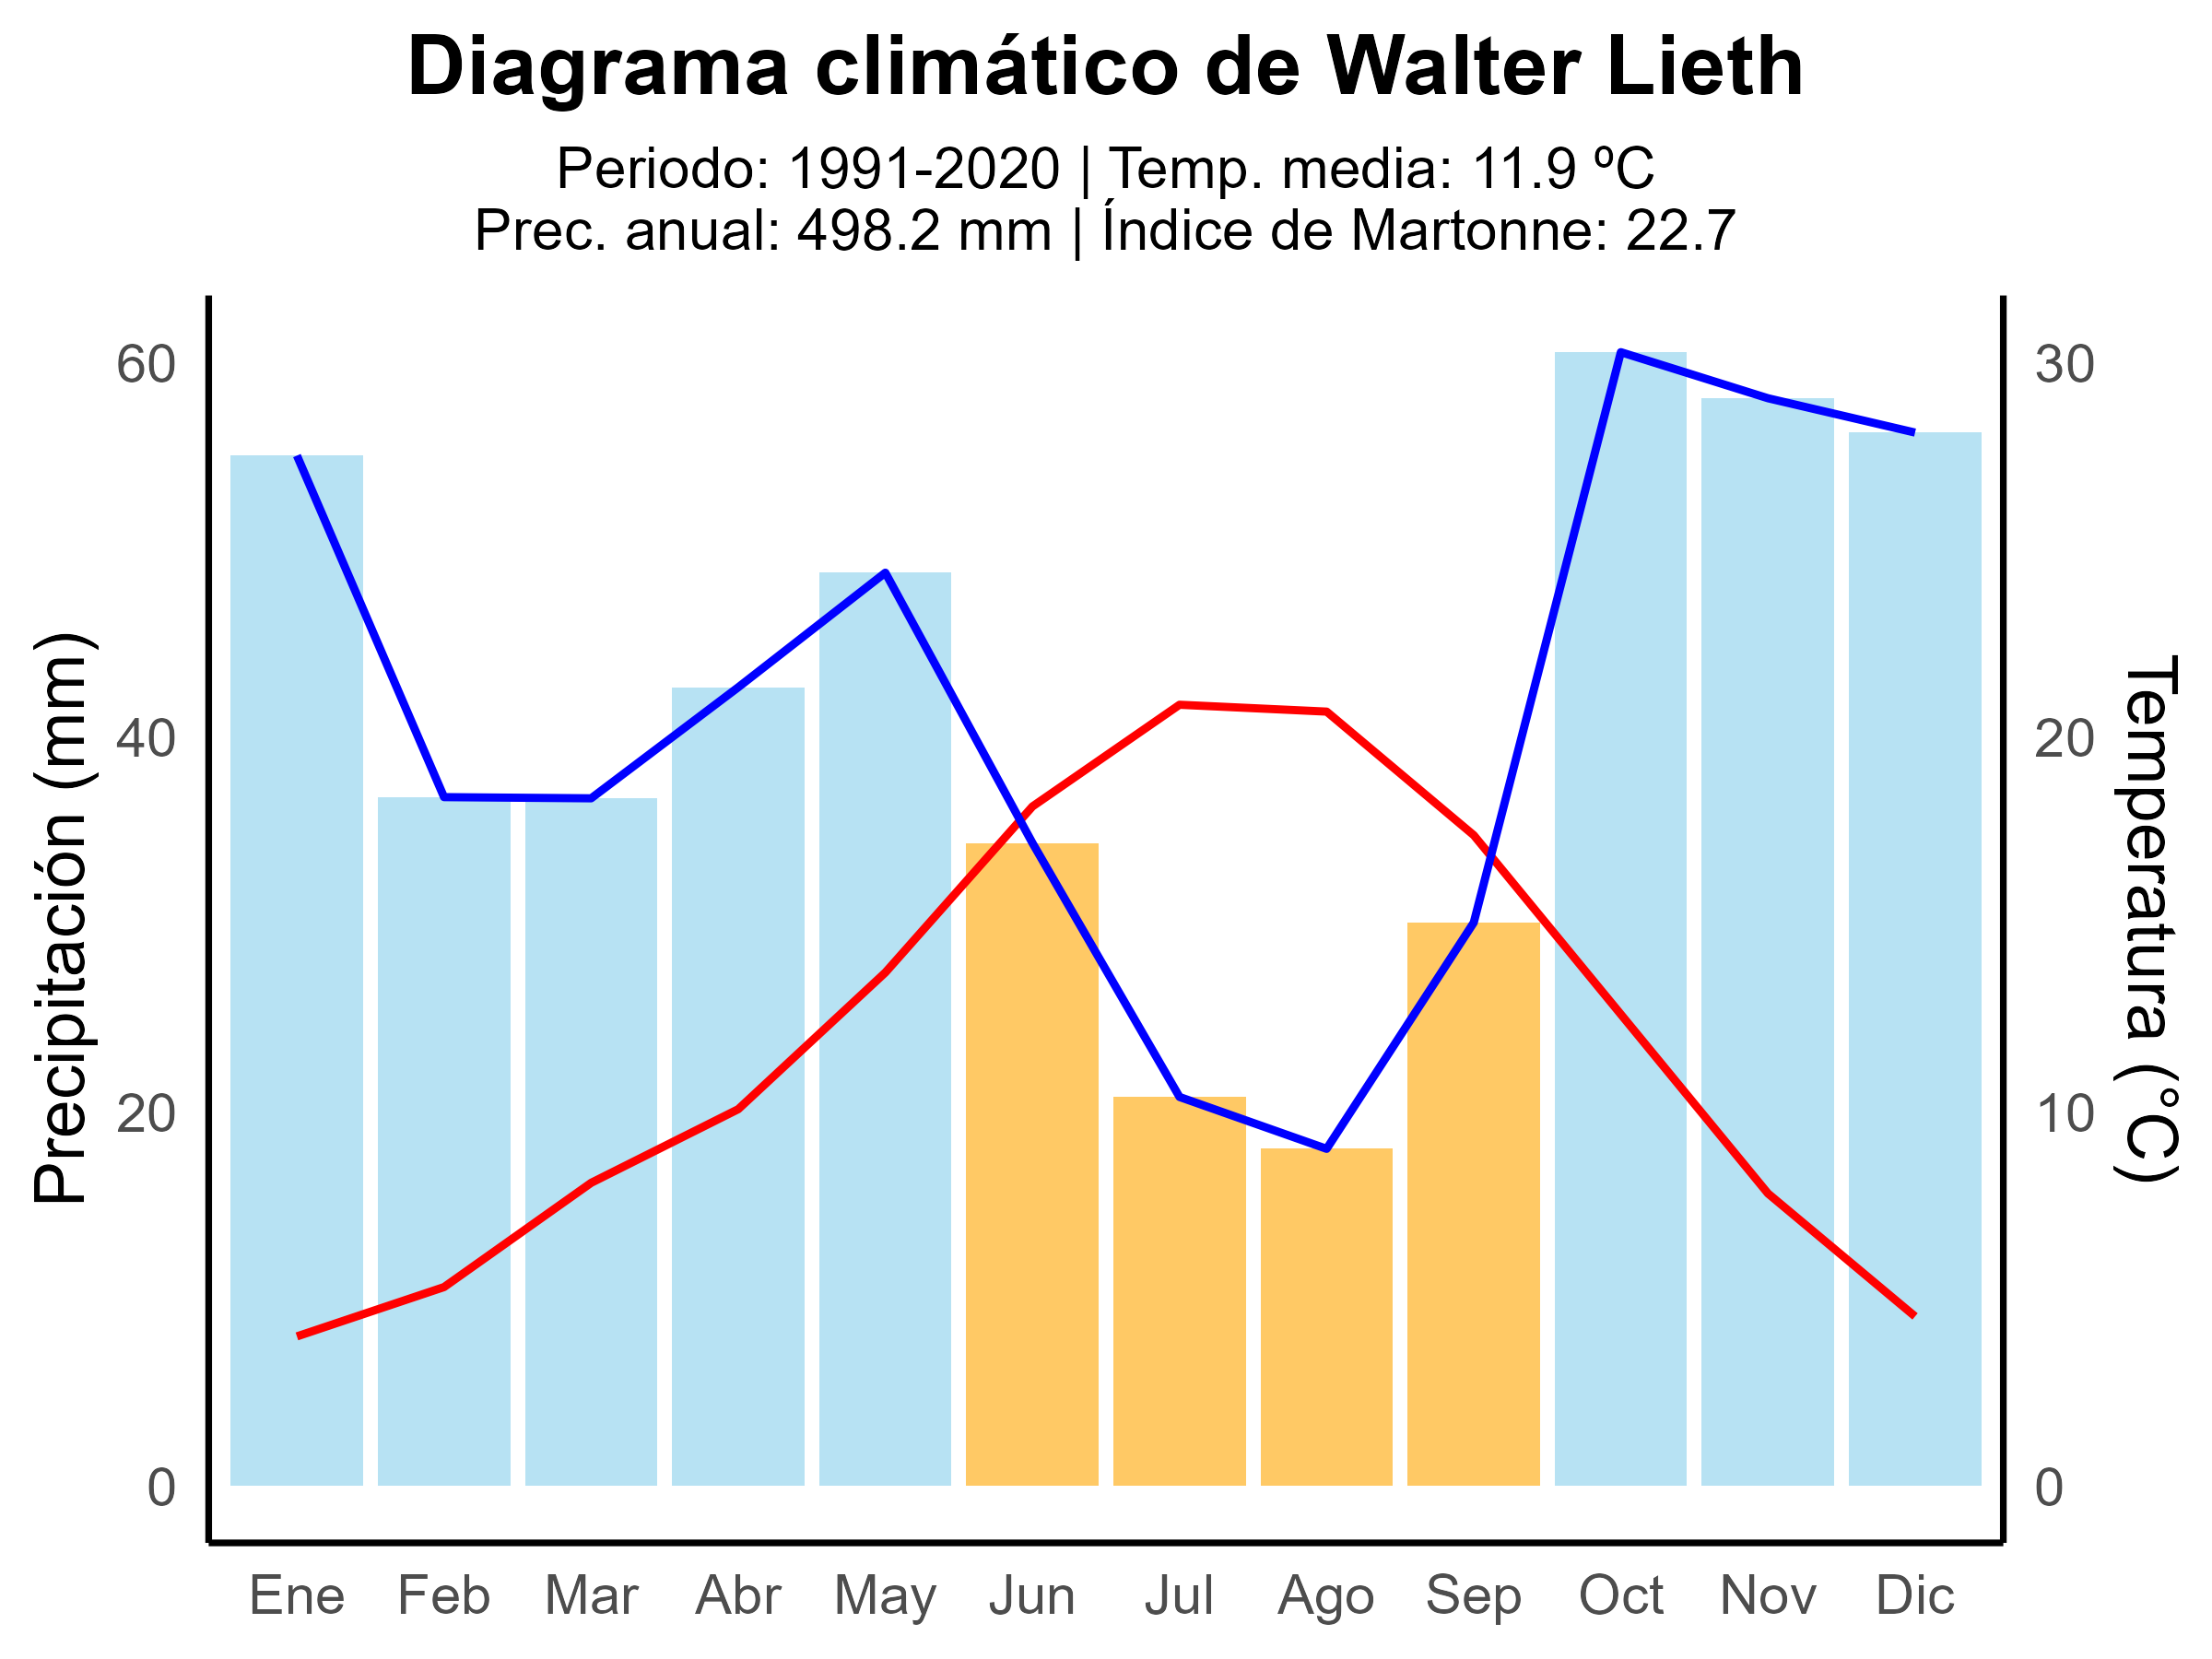 Diagrama climático de Walter Lieth
Periodo: 1991-2020 | Temp. media: 11.9 ºC
Prec. anual: 498.2 mm | Índice de Martonne: 22.7
Precipitación (mm)
60
40
20
0
30
20
10
0
Temperatura (°C)
Ene Feb Mar Abr May Jun Jul Ago Sep Oct Nov Dic